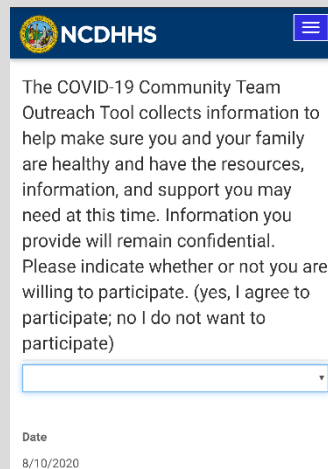 NCDHHS
The COVID-19 Community Team
Outreach Tool collects information to
help make sure you and your family
are healthy and have the resources,
information, and support you may
need at this time. Information you
provide will remain confidential.
Please indicate whether or not you are
willing to participate. (yes, I agree to
participate; no I do not want to
participate)
Date
8/10/2020